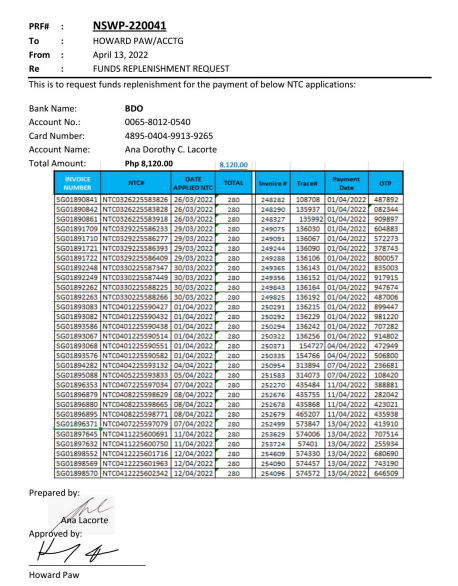 PRF# : NSWP-220041
To : HOWARD PAW/ACCTG
From : April 13, 2022
Re : FUNDS REPLENISHMENT REQUEST
This is to request funds replenishment for the payment of below NTC applications:
Bank Name: BDO
Account No.: 0065-8012-0540
Card Number: 4895-0404-9913-9265
Account Name: Ana Dorothy C. Lacorte
Total Amount: Php 8,120.00 8,120.00
INVOICE NUMBER NTC# DATE APPLIED NTC TOTAL Invoice # Trace# Payment Date OTP
SG01890841 NTC0326225583826 26/03/2022 280 248282 108708 01/04/2022 487892
SG01890842 NTC0326225583828 26/03/2022 280 248290 135937 01/04/2022 082294
SG01890861 NTC0326225583918 26/03/2022 280 248327 135992 01/04/2022 909897
SG01891709 NTC0329225586233 29/03/2022 280 249075 136030 01/04/2022 604883
SG01891710 NTC0329225586277 29/03/2022 280 249091 136067 01/04/2022 572273
SG01891721 NTC0329225586393 29/03/2022 280 249244 136090 01/04/2022 378743
SG01891722 NTC0329225586409 29/03/2022 280 249288 136106 01/04/2022 800057
SG01892248 NTC0330225587347 30/03/2022 280 249365 136143 01/04/2022 835003
SG01892249 NTC0330225587449 30/03/2022 280 249356 136152 01/04/2022 917915
SG01892262 NTC0330225588225 30/03/2022 280 249843 136164 01/04/2022 947674
SG01892263 NTC0330225588266 30/03/2022 280 249825 136192 01/04/2022 487006
SG01893083 NTC0401225590427 01/04/2022 280 250291 136215 01/04/2022 899447
SG01893082 NTC0401225590432 01/04/2022 280 250292 136229 01/04/2022 981220
SG01893586 NTC0401225590438 01/04/2022 280 250294 136242 01/04/2022 707282
SG01893067 NTC0401225590514 01/04/2022 280 250322 136256 01/04/2022 914802
SG01893068 NTC0401225590551 01/04/2022 280 250371 154727 04/04/2022 472949
SG01893576 NTC0401225590582 01/04/2022 280 250335 154766 04/04/2022 506800
SG01894282 NTC0404225593132 04/04/2022 280 250954 313894 07/04/2022 236681
SG01895088 NTC0405225593833 05/04/2022 280 251583 314073 07/04/2022 108420
SG01896353 NTC0407225597034 07/04/2022 280 252270 435484 11/04/2022 388881
SG01896879 NTC0408225598629 08/04/2022 280 252676 435755 11/04/2022 282042
SG01896880 NTC0408225598665 08/04/2022 280 252678 435868 11/04/2022 423021
SG01896895 NTC0408225598771 08/04/2022 280 252679 465207 11/04/2022 435938
SG01896371 NTC0407225597079 07/04/2022 280 252499 573847 13/04/2022 413910
SG01897645 NTC0411225600691 11/04/2022 280 253629 574006 13/04/2022 707514
SG01897632 NTC0411225600750 11/04/2022 280 253724 57401 13/04/2022 255934
SG01898552 NTC0412225601716 12/04/2022 280 254609 574330 13/04/2022 680690
SG01898569 NTC0412225601963 12/04/2022 280 254090 574457 13/04/2022 743190
SG01898570 NTC0412225602342 12/04/2022 280 254096 574572 13/04/2022 646509
Prepared by:
Ana Lacorte
Approved by:
Howard Paw